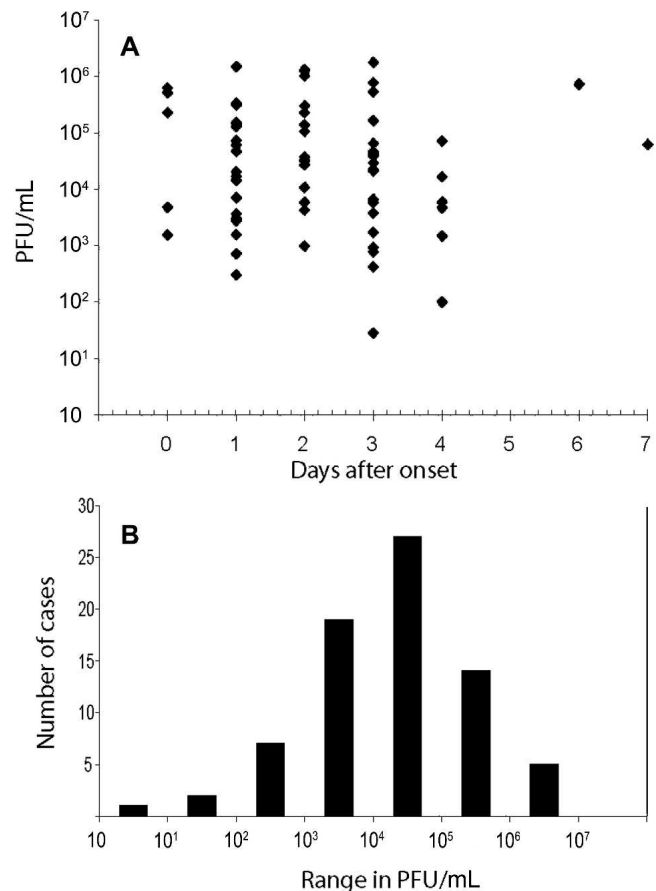 A
10⁷
10⁶
10⁵
10⁴
10³
10²
10¹
10
PFU/mL
0 1 2 3 4 5 6 7
Days after onset
B
30
25
20
15
10
5
Number of cases
10 10¹ 10² 10³ 10⁴ 10⁵ 10⁶ 10⁷
Range in PFU/mL